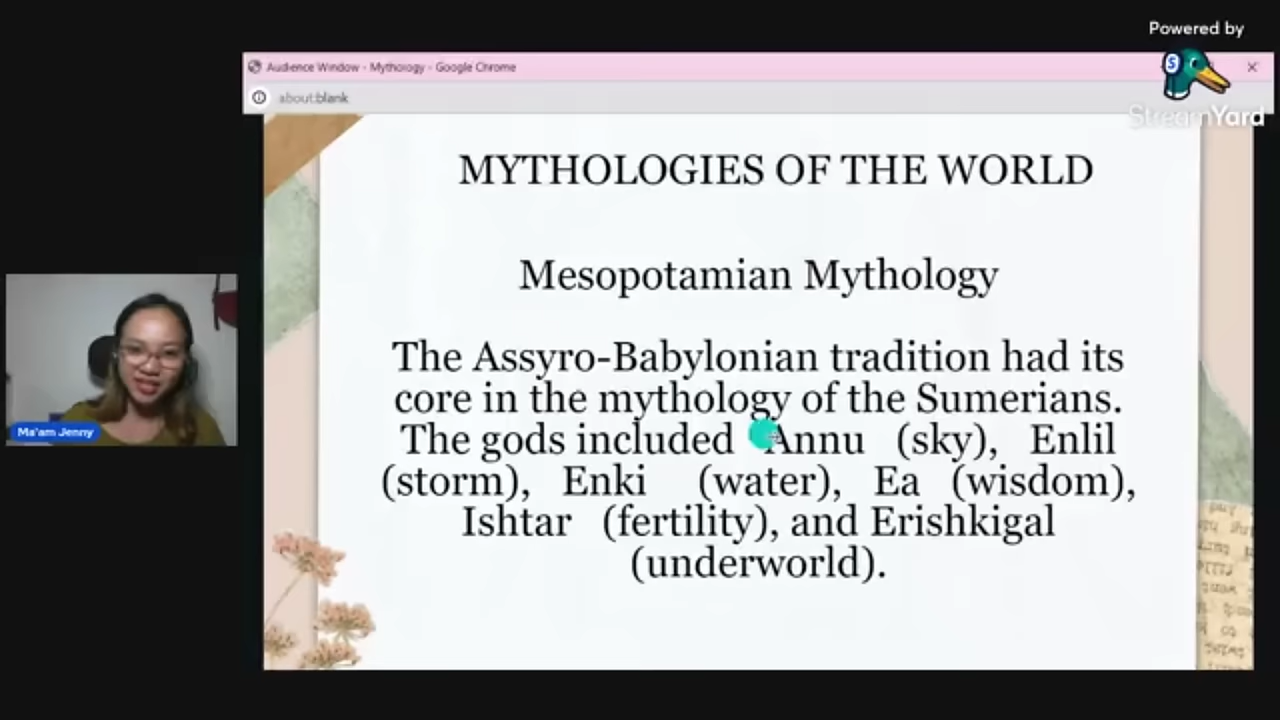 Powered by
StreamYard
Audience Window - Mythology - Google Chrome
about:blank
MYTHOLOGIES OF THE WORLD
Mesopotamian Mythology
The Assyro-Babylonian tradition had its
core in the mythology of the Sumerians.
The gods included Annu (sky), Enlil
(storm), Enki (water), Ea (wisdom),
Ishtar (fertility), and Erishkigal
(underworld).
Ma'am Jenny